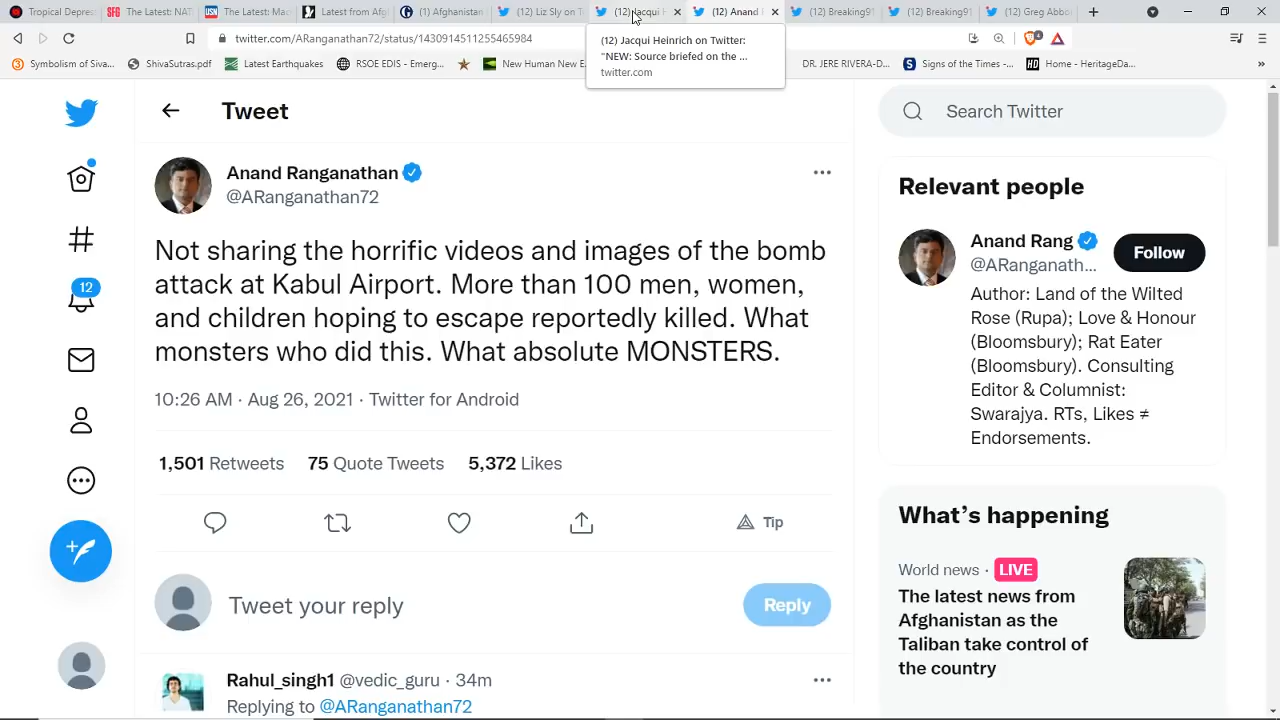 Tropical Depre
The Latest: NAT
Latest from Afg
(1) Afghanistan
(12) Liz Sly on T
(12) Jacqui H
(12) Anand
(12) Breaking91
(12) Breaking91
(12) Greg Abb
twitter.com/ARanganathan72/status/1430914511255465984
Symbolism of Siva...
ShivaSutras.pdf
Latest Earthquakes
RSOE EDIS - Emerg...
New Human New E
DR. JERE RIVERA-D...
Signs of the Times -...
Home - HeritageDa...
»
(12) Jacqui Heinrich on Twitter:
"NEW: Source briefed on the ...
twitter.com
Tweet
Anand Ranganathan
@ARanganathan72
Not sharing the horrific videos and images of the bomb
attack at Kabul Airport. More than 100 men, women,
and children hoping to escape reportedly killed. What
monsters who did this. What absolute MONSTERS.
10:26 AM · Aug 26, 2021 · Twitter for Android
1,501 Retweets 75 Quote Tweets 5,372 Likes
Tip
Tweet your reply
Reply
Rahul_singh1 @vedic_guru · 34m
Replying to @ARanganathan72
12
Search Twitter
Relevant people
Anand Rang
@ARanganath...
Follow
Author: Land of the Wilted
Rose (Rupa); Love & Honour
(Bloomsbury); Rat Eater
(Bloomsbury). Consulting
Editor & Columnist:
Swarajya. RTs, Likes ≠
Endorsements.
What's happening
World news · LIVE
The latest news from
Afghanistan as the
Taliban take control of
the country